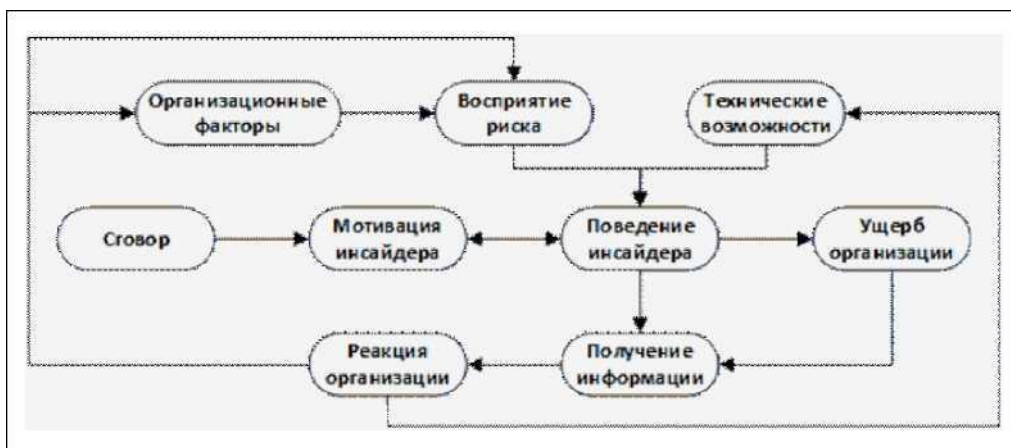 Организационные
факторы
Восприятие
риска
Технические
возможности
Сговор
Мотивация
инсайдера
Поведение
инсайдера
Ущерб
организации
Реакция
организации
Получение
информации